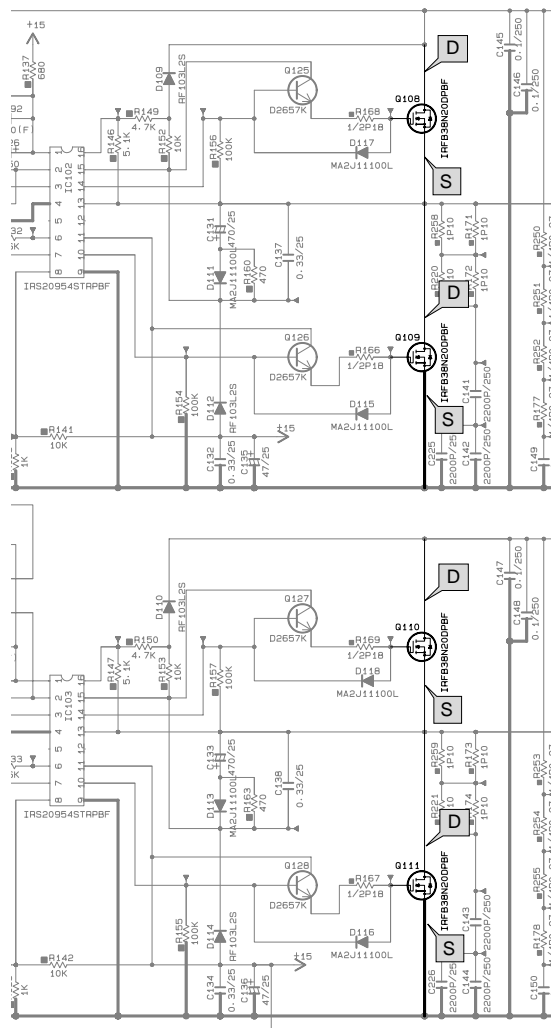 +15
R137
680
R149
4.7K
R146
5.1K
R152
10K
D109
RF103L2S
Q125
D2657K
R156
100K
R168
1/2P18
D117
MA2J11100L
Q108
IRFB38N20DPBF
D
S
C145
0.1/250
C146
0.1/250
IC102
1
2
3
4
5
6
7
8
16
15
14
13
12
11
10
9
IRS20954STRPBF
C131
470/25
D111
MA2J11100L
R160
470
C137
0.33/25
R258
1P10
R171
1P10
R220
R250
R251
R252
R177
D
Q126
D2657K
R166
1/2P18
D115
MA2J11100L
Q109
IRFB38N20DPBF
S
R154
100K
D112
RF103L2S
R141
10K
1K
C132
0.33/25
C135
47/25
+15
C141
2200P/250
C225
2200P/25
C142
2200P/250
C149
D110
RF103L2S
Q127
D2657K
R150
4.7K
R147
5.1K
R153
10K
R157
100K
R169
1/2P18
D118
MA2J11100L
Q110
IRFB38N20DPBF
D
S
C147
0.1/250
C148
0.1/250
IC103
1
2
3
4
5
6
7
8
16
15
14
13
12
11
10
9
IRS20954STRPBF
C133
470/25
D113
MA2J11100L
R163
470
C138
0.33/25
R259
1P10
R173
1P10
R221
R253
R254
R255
R178
D
Q128
D2657K
R167
1/2P18
D116
MA2J11100L
Q111
IRFB38N20DPBF
S
R155
100K
D114
RF103L2S
R142
10K
1K
C134
0.33/25
C136
47/25
+15
C143
2200P/250
C226
2200P/25
C144
2200P/250
C150